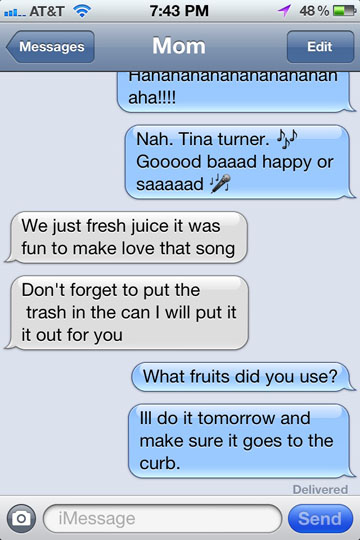 AT&T 7:43 PM 48%
Messages Mom Edit
Hahahahahahahahahahah
aha!!!!
Nah. Tina turner. 🎶
Gooood baaad happy or
saaaaad 🎤
We just fresh juice it was
fun to make love that song
Don't forget to put the
trash in the can I will put it
it out for you
What fruits did you use?
Ill do it tomorrow and
make sure it goes to the
curb.
Delivered
iMessage Send